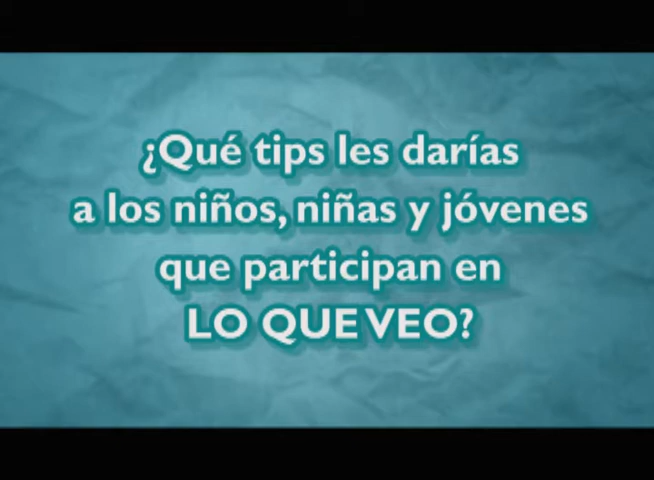 ¿Qué tips les darías
a los niños, niñas y jóvenes
que participan en
LO QUE VEO?